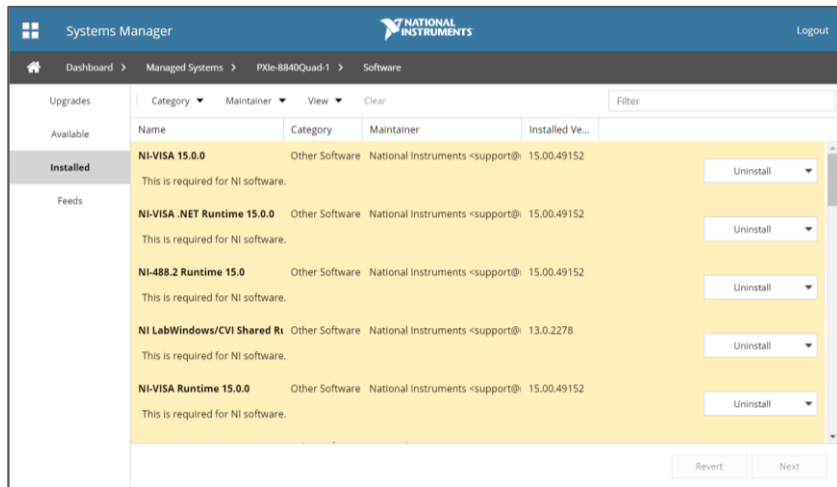 Systems Manager
NATIONAL
INSTRUMENTS
Logout
Dashboard > Managed Systems > PXIe-8840Quad-1 > Software
Upgrades
Available
Installed
Feeds
Category Maintainer View Clear
Filter
Name Category Maintainer Installed Ve...
NI-VISA 15.0.0 Other Software National Instruments <support@ 15.00.49152
This is required for NI software.
Uninstall
NI-VISA .NET Runtime 15.0.0 Other Software National Instruments <support@ 15.00.49152
This is required for NI software.
Uninstall
NI-488.2 Runtime 15.0 Other Software National Instruments <support@ 15.00.49152
This is required for NI software.
Uninstall
NI LabWindows/CVI Shared Ru Other Software National Instruments <support@ 13.0.2278
This is required for NI software.
Uninstall
NI-VISA Runtime 15.0.0 Other Software National Instruments <support@ 15.00.49152
This is required for NI software.
Uninstall
Revert Next